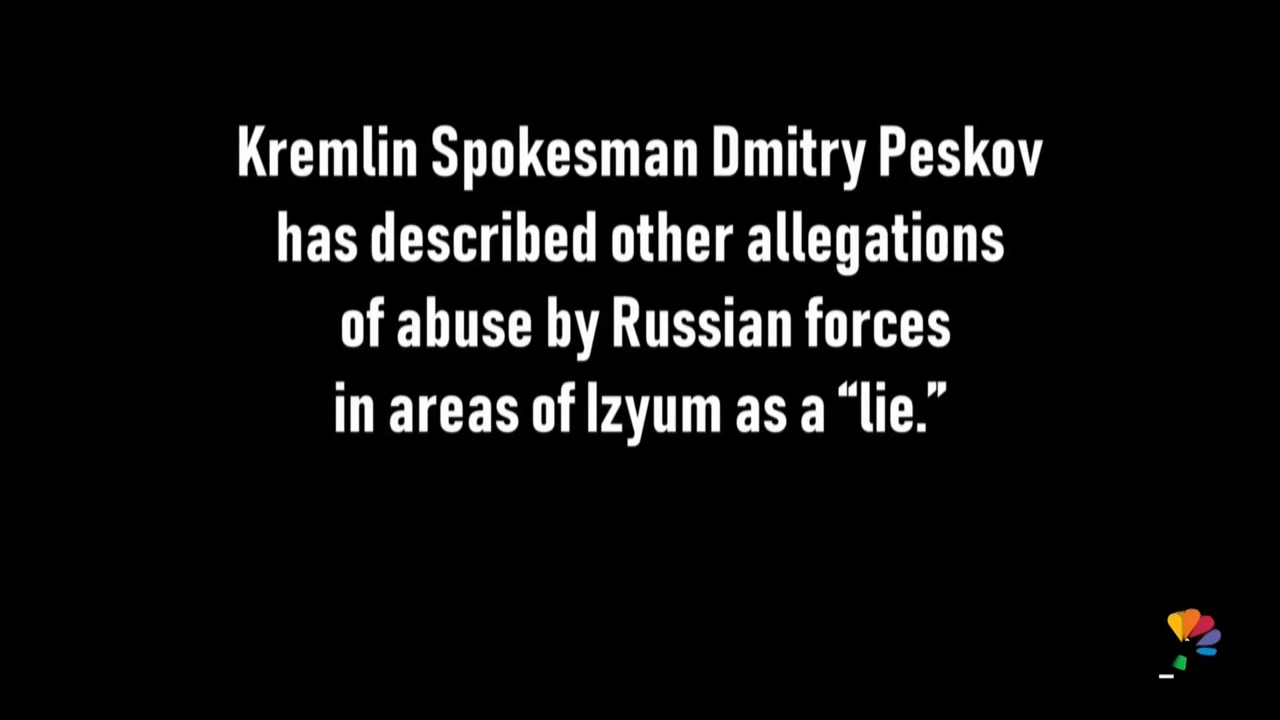 Kremlin Spokesman Dmitry Peskov
has described other allegations
of abuse by Russian forces
in areas of Izyum as a “lie.”